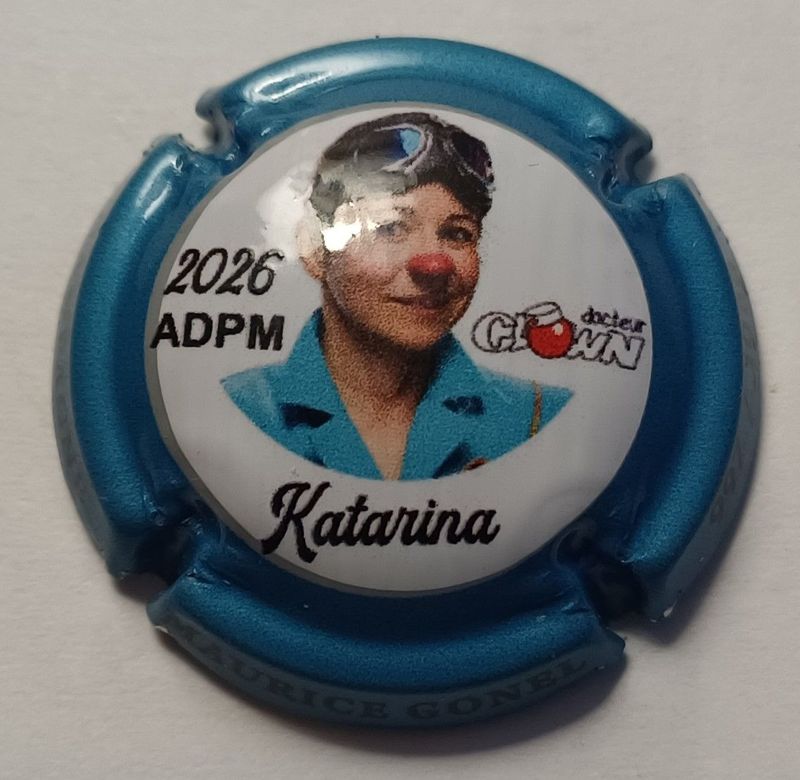 2026
ADPM
docteur
CLOWN
Katarina
MAURICE GONEL